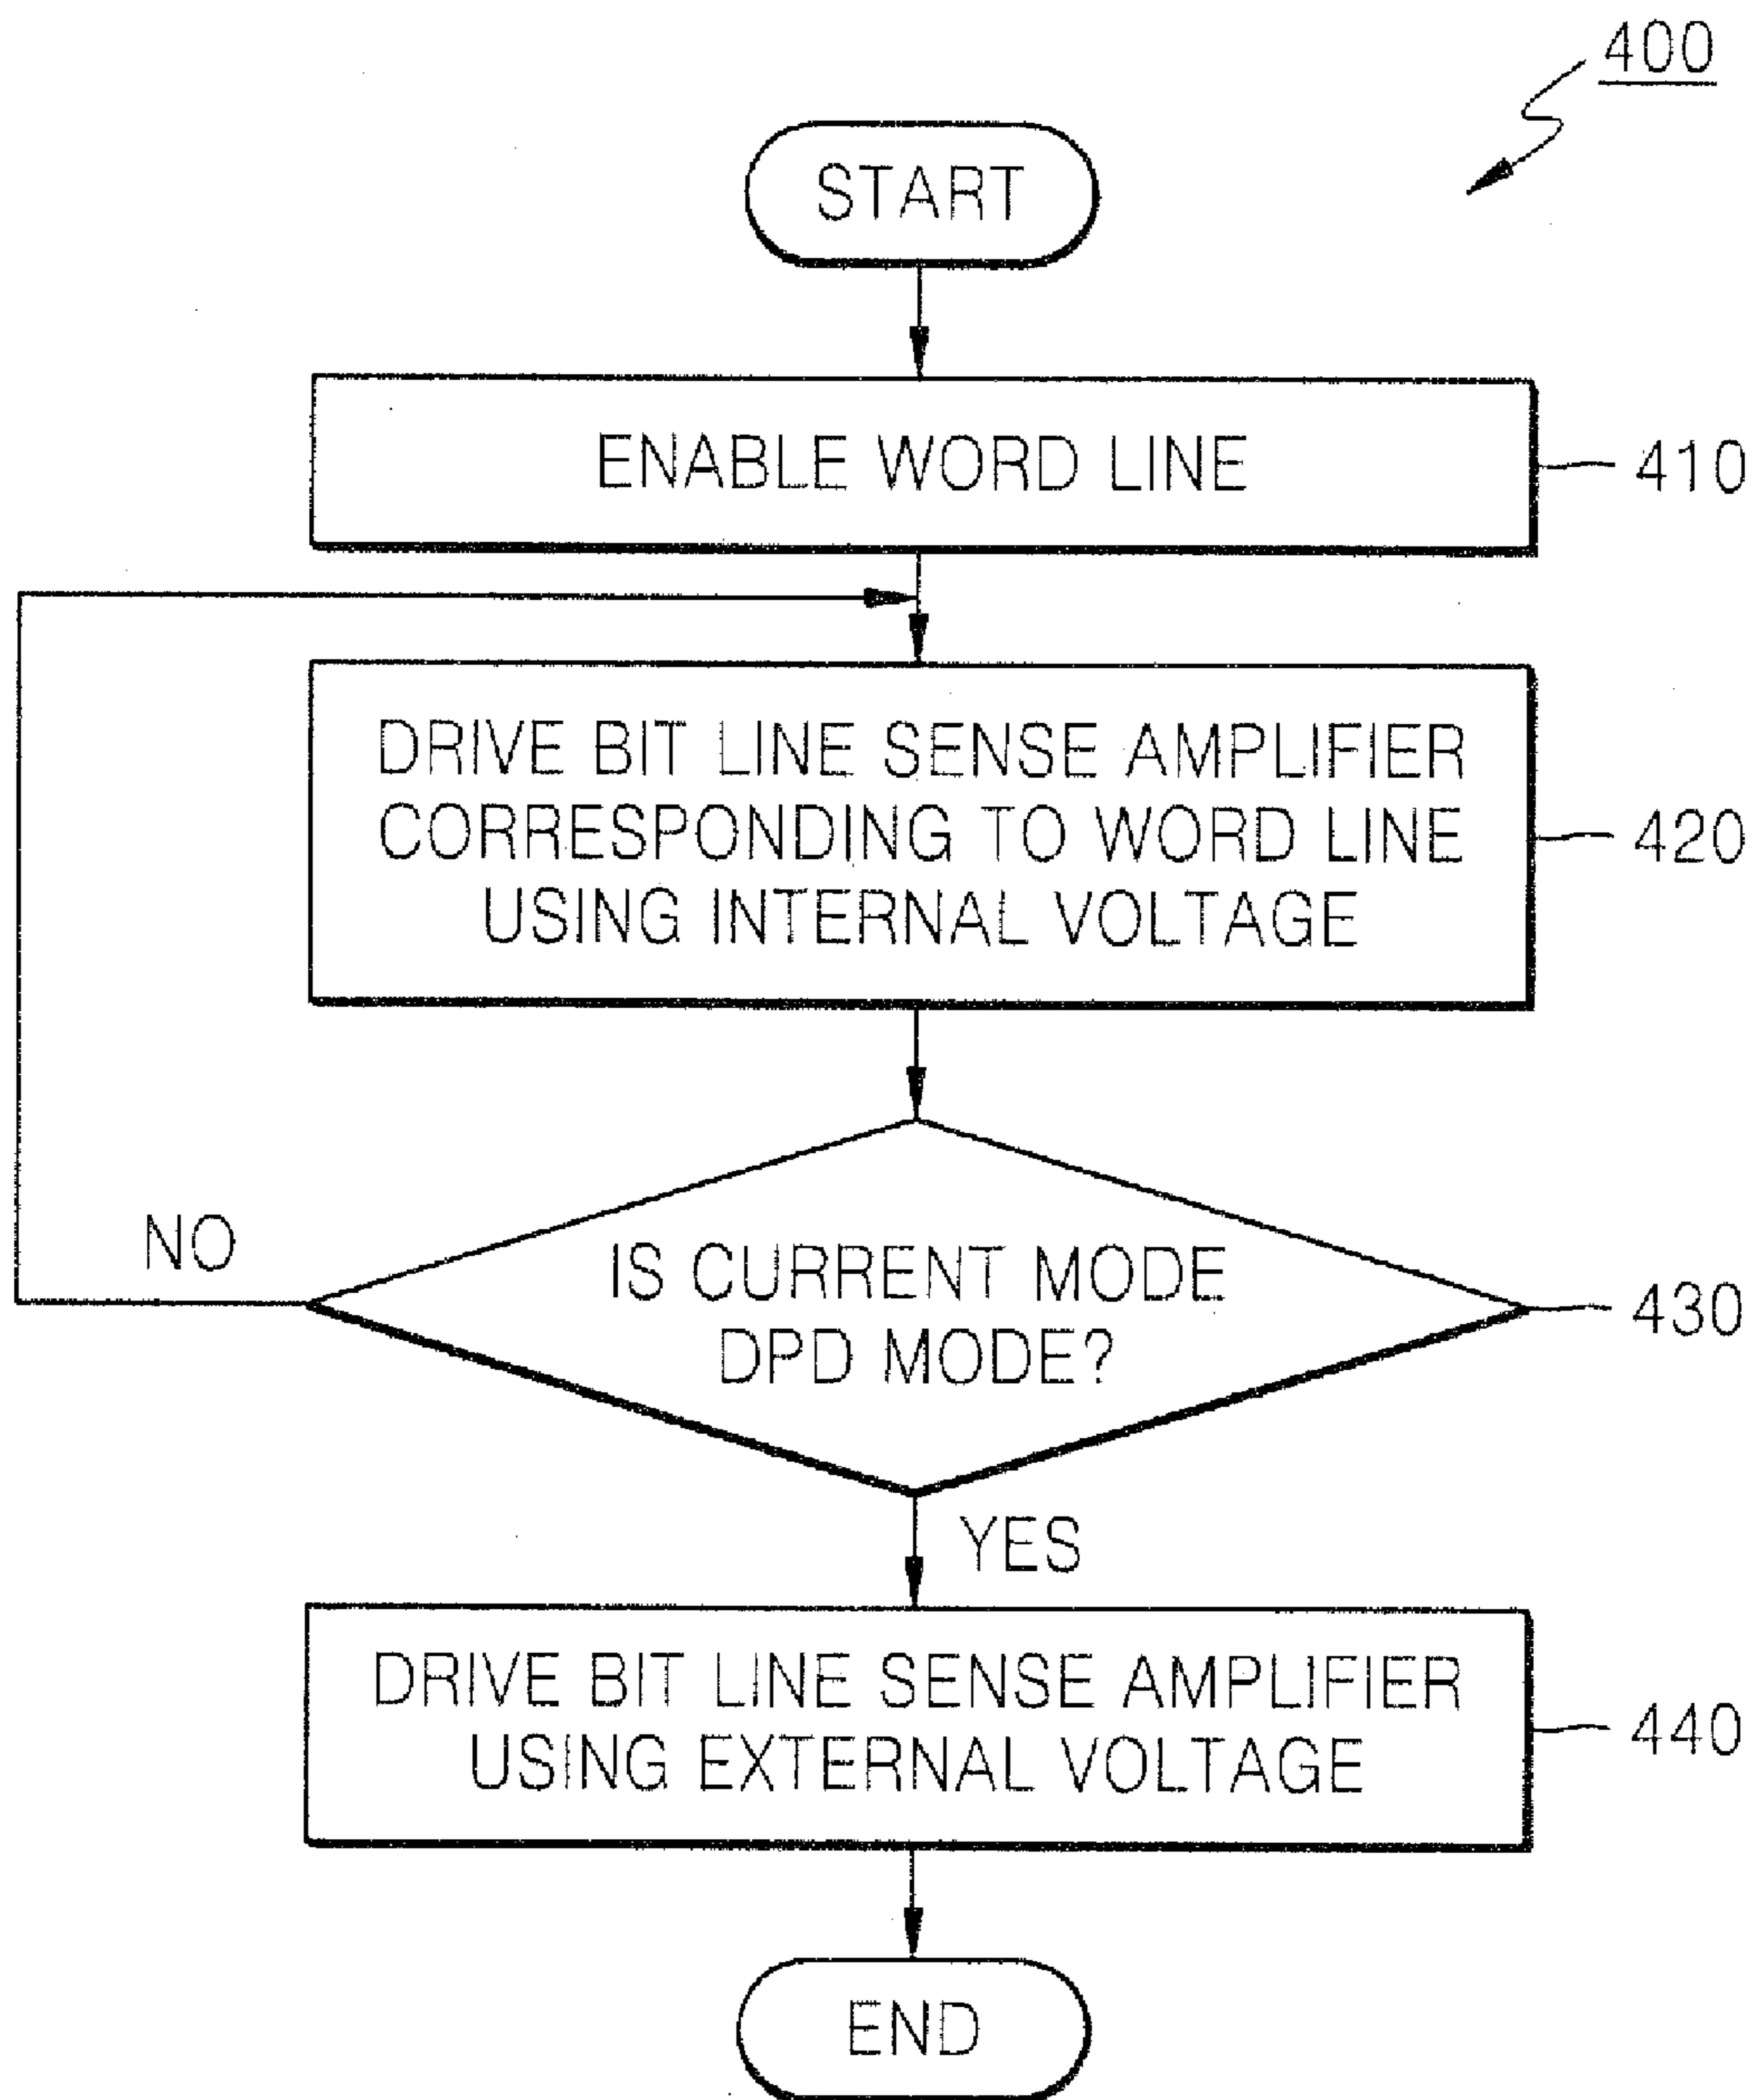 400
START
ENABLE WORD LINE
410
DRIVE BIT LINE SENSE AMPLIFIER
CORRESPONDING TO WORD LINE
USING INTERNAL VOLTAGE
420
NO
IS CURRENT MODE
DPD MODE?
430
YES
DRIVE BIT LINE SENSE AMPLIFIER
USING EXTERNAL VOLTAGE
440
END